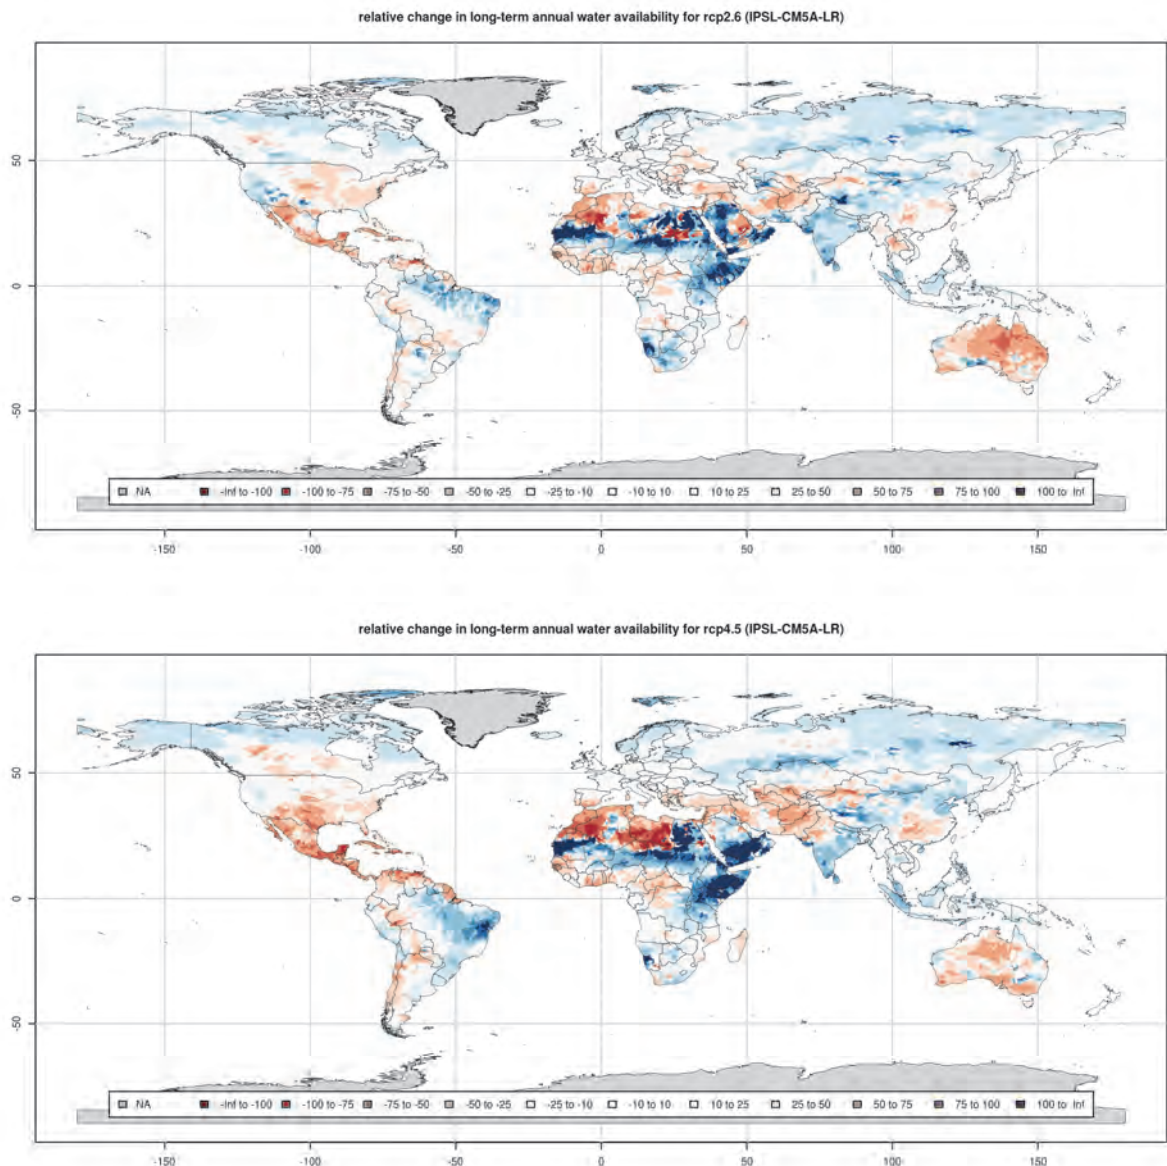 relative change in long-term annual water availability for rcp2.6 (IPSL-CM5A-LR)
50
0
-50
NA -Inf to -100 -100 to -75 -75 to -50 -50 to -25 -25 to -10 -10 to 10 10 to 25 25 to 50 50 to 75 75 to 100 100 to Inf
-150 -100 -50 0 50 100 150
relative change in long-term annual water availability for rcp4.5 (IPSL-CM5A-LR)
50
0
-50
NA -Inf to -100 -100 to -75 -75 to -50 -50 to -25 -25 to -10 -10 to 10 10 to 25 25 to 50 50 to 75 75 to 100 100 to Inf
-150 -100 -50 0 50 100 150